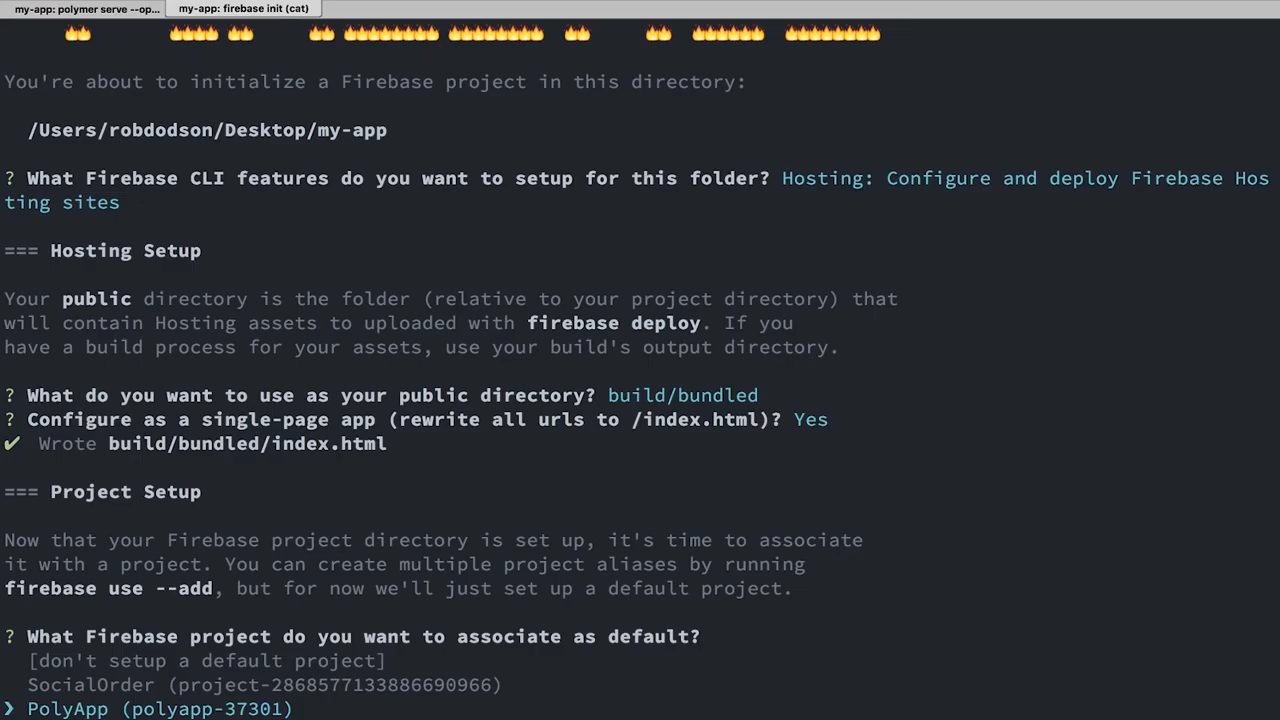 my-app: polymer serve --op...
my-app: firebase init (cat)
You're about to initialize a Firebase project in this directory:
/Users/robdodson/Desktop/my-app
? What Firebase CLI features do you want to setup for this folder? Hosting: Configure and deploy Firebase Hos
ting sites
=== Hosting Setup
Your public directory is the folder (relative to your project directory) that
will contain Hosting assets to uploaded with firebase deploy. If you
have a build process for your assets, use your build's output directory.
? What do you want to use as your public directory? build/bundled
? Configure as a single-page app (rewrite all urls to /index.html)? Yes
✔ Wrote build/bundled/index.html
=== Project Setup
Now that your Firebase project directory is set up, it's time to associate
it with a project. You can create multiple project aliases by running
firebase use --add, but for now we'll just set up a default project.
? What Firebase project do you want to associate as default?
[don't setup a default project]
SocialOrder (project-2868577133886690966)
❯ PolyApp (polyapp-37301)